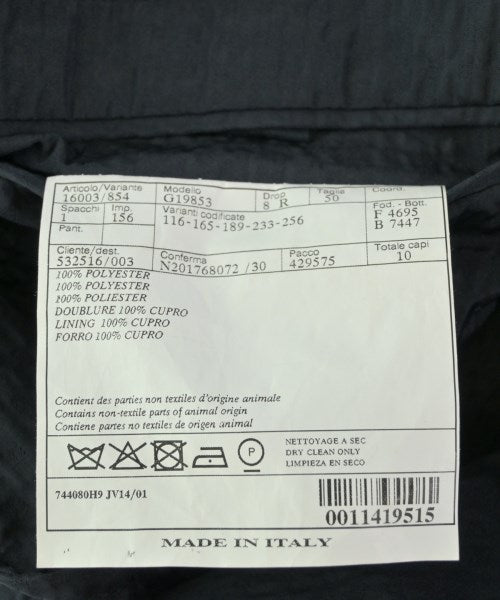 Articolo/Variante Modello Drop Taglia Coord.
16003/854 G19853 8 R 50
Spacchi Imp. Varianti codificate Fod. - Bott.
1 156 116-165-189-233-256 F 4695
Pant. B 7447
Cliente/dest. Conferma Pacco Totale capi
532516/003 N201768072 /30 429575 10
100% POLYESTER
100% POLYESTER
100% POLIESTER
DOUBLURE 100% CUPRO
LINING 100% CUPRO
FORRO 100% CUPRO
Contient des parties non textiles d'origine animale
Contains non-textile parts of animal origin
Contiene partes no textiles de origen animal
P
NETTOYAGE A SEC
DRY CLEAN ONLY
LIMPIEZA EN SECO
744080H9 JV14/01
0011419515
MADE IN ITALY